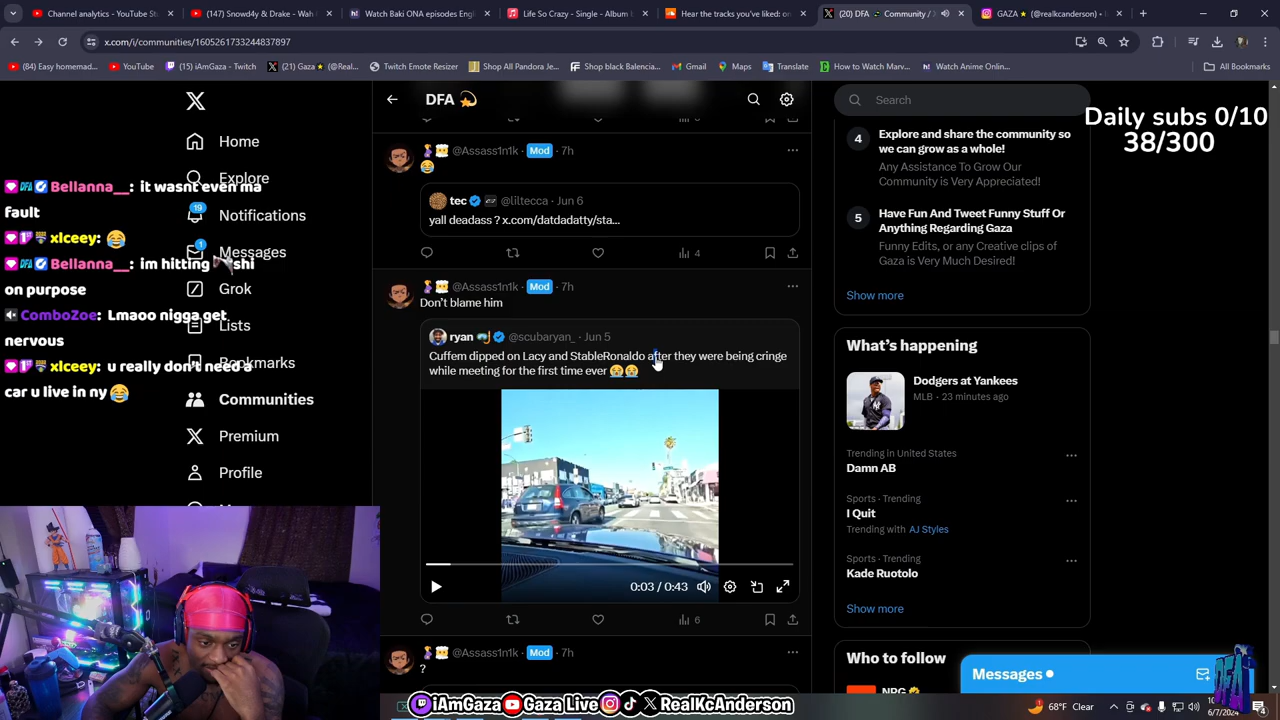 (84) Channel analytics - YouTube St
(147) Snowd4y & Drake - Wah
Watch Baki ONA episodes Eng
Life So Crazy - Single - Album
Hear the tracks you've liked: on
(20) DFA Community / X
GAZA ★ (@realkcanderson) •
x.com/i/communities/1605261733244837897
(84) Easy homemad...
YouTube
(15) iAmGaza - Twitch
(21) Gaza ★ (@Real...
Twitch Emote Resizer
Shop All Pandora Je...
Shop black Balencia...
Gmail
Maps
Translate
How to Watch Marv...
Watch Anime Onlin...
All Bookmarks
Home
Explore
Notifications
19
Messages
1
Grok
Lists
Bookmarks
Communities
Premium
Profile
Bellanna__: it wasnt even ma
fault
xlceey: 😂
Bellanna__: im hitting
shi
on purpose
ComboZoe: Lmaoo nigga get
nervous
xlceey: u really don't need a
car u live in ny 😂
DFA 💫
@Assass1n1k Mod 7h
😂
tec @liltecca · Jun 6
yall deadass ? x.com/datdadatty/sta...
4
@Assass1n1k Mod 7h
Don't blame him
ryan 🤿 @scubaryan_ · Jun 5
Cuffem dipped on Lacy and StableRonaldo after they were being cringe
while meeting for the first time ever 😭😭
0:03 / 0:43
6
@Assass1n1k Mod 7h
?
Search
Daily subs 0/10
38/300
4
Explore and share the community so
we can grow as a whole!
Any Assistance To Grow Our
Community is Very Appreciated!
5
Have Fun And Tweet Funny Stuff Or
Anything Regarding Gaza
Funny Edits, or any Creative clips of
Gaza is Very Much Desired!
Show more
What's happening
Dodgers at Yankees
MLB · 23 minutes ago
Trending in United States
Damn AB
Sports · Trending
I Quit
Trending with AJ Styles
Sports · Trending
Kade Ruotolo
Show more
Who to follow
NPG
Messages
DFA
iAmGaza
Gaza Live
RealKcAnderson
68°F Clear
6/7/2024